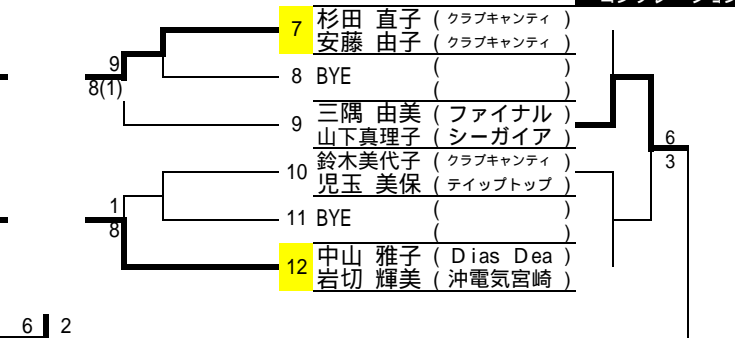 7 杉田 直子 ( クラブキャンティ )
安藤 由子 ( クラブキャンティ )
9
8(1)
8 BYE ( )
( )
9 三隅 由美 ( ファイナル )
山下真理子 ( シーガイア )
6
3
10 鈴木美代子 ( クラブキャンティ )
児玉 美保 ( テイップトップ )
1
8
11 BYE ( )
( )
12 中山 雅子 ( Dias Dea )
岩切 輝美 ( 沖電気宮崎 )
6 2